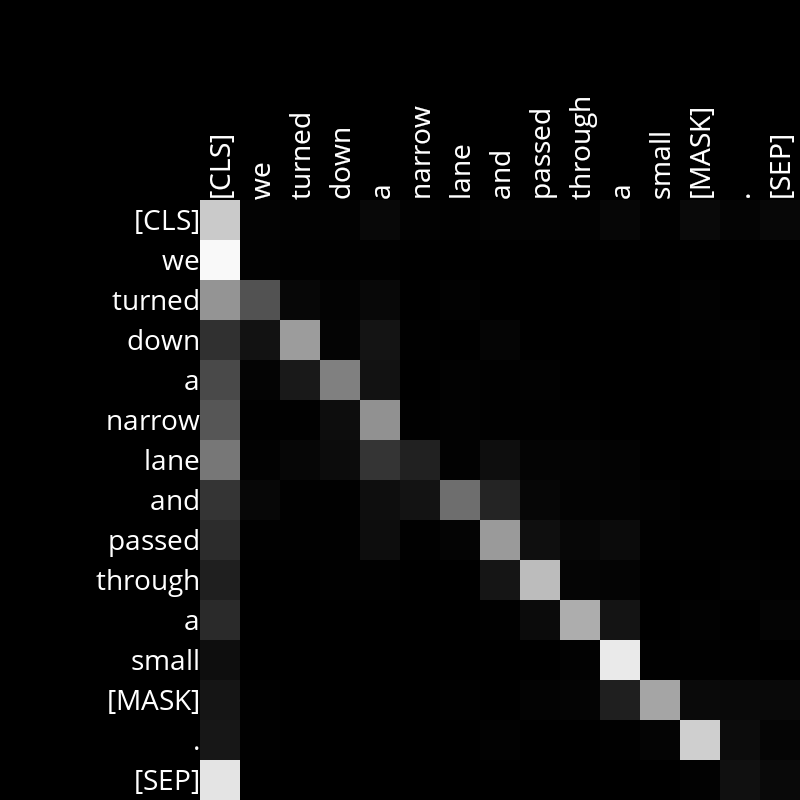 [CLS] we turned down a narrow lane and passed through a small [MASK] . [SEP]
[CLS]
we
turned
down
a
narrow
lane
and
passed
through
a
small
[MASK]
.
[SEP]